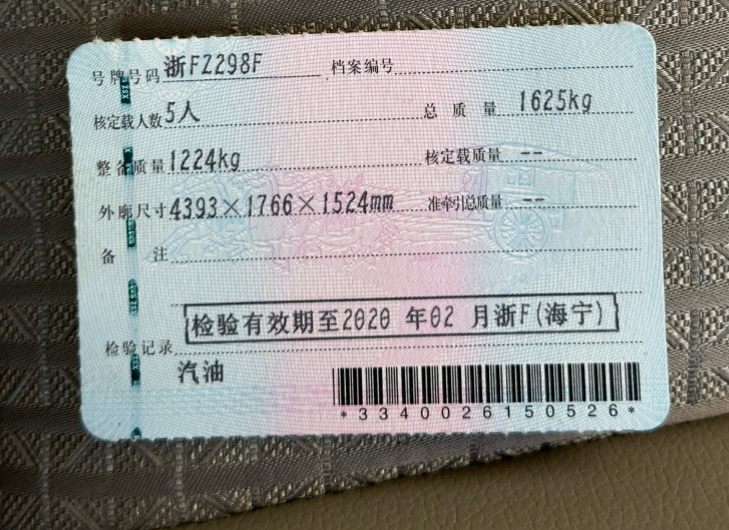 号牌号码 浙FZ298F 档案编号
核定载人数 5人 总质量 1625kg
整备质量 1224kg 核定载质量 --
外廓尺寸 4393×1766×1524mm 准牵引总质量 --
备注
检验有效期至2020 年02 月浙F(海宁)
检验记录
汽油
*3340026150526*